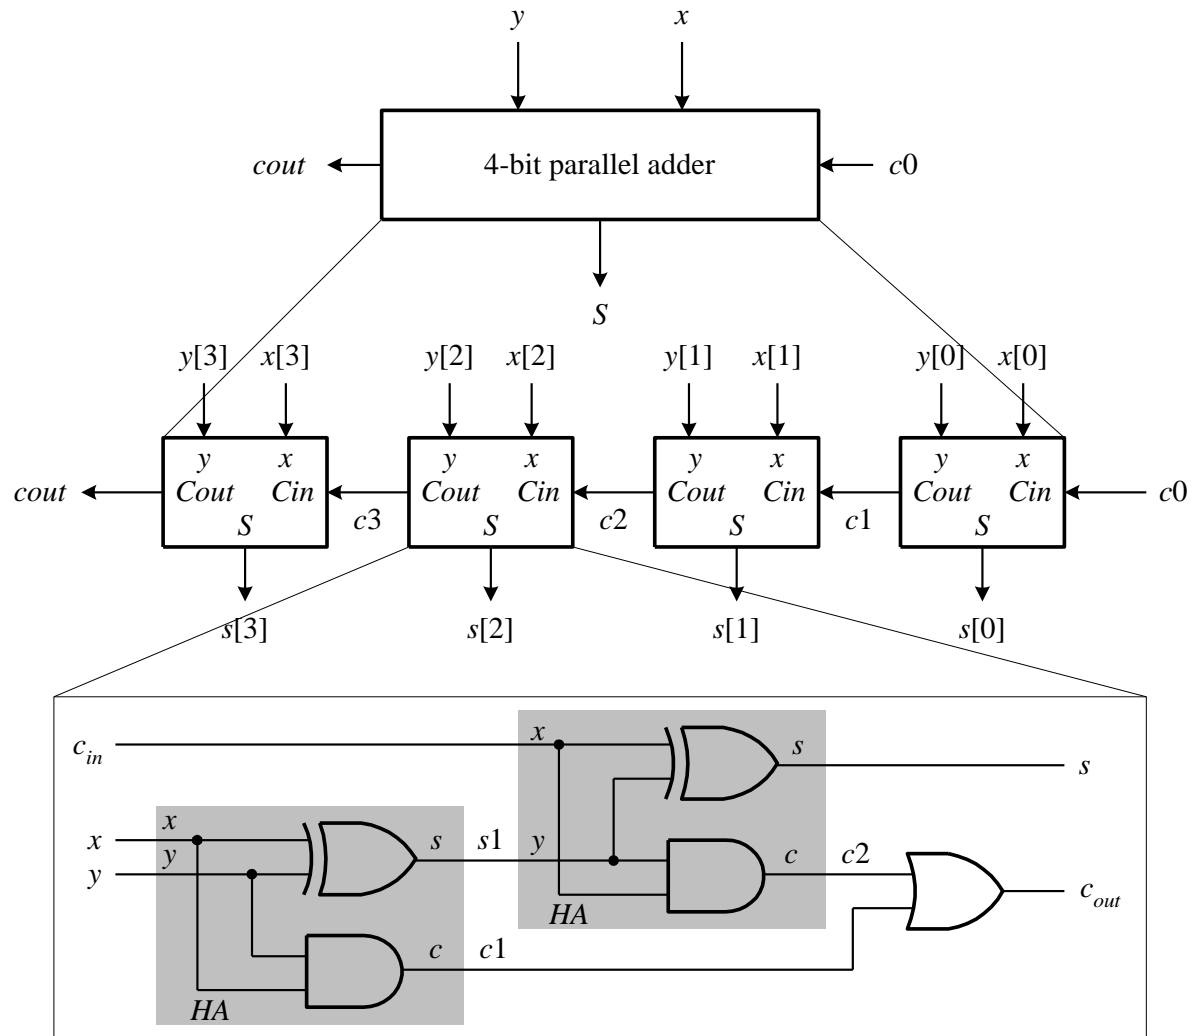 y x
cout 4-bit parallel adder c0
S
y[3] x[3] y[2] x[2] y[1] x[1] y[0] x[0]
y x y x y x y x
cout Cout Cin Cout Cin Cout Cin Cout Cin c0
c3 c2 c1
S S S S
s[3] s[2] s[1] s[0]
c_in x s s
x x
y y s s1 y c c2
HA c_out
c c1
HA